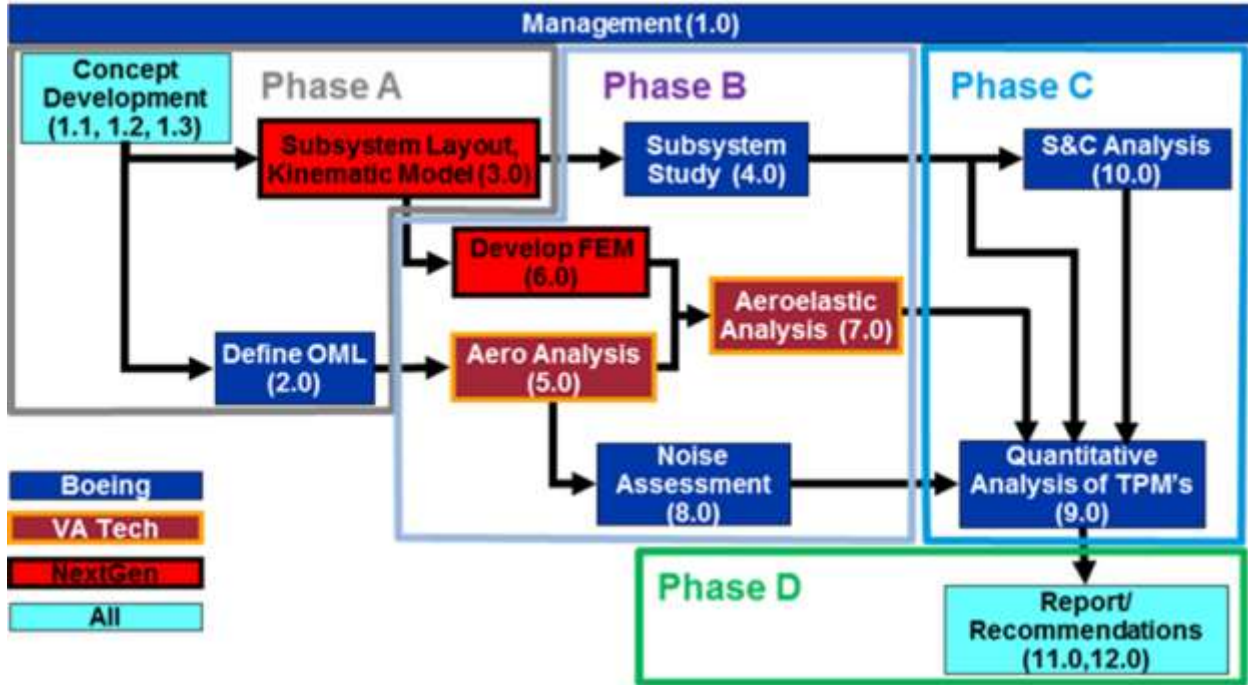 Management (1.0)
Concept
Development
(1.1, 1.2, 1.3)
Phase A
Subsystem Layout,
Kinematic Model (3.0)
Define OML
(2.0)
Phase B
Subsystem
Study (4.0)
Develop FEM
(6.0)
Aeroelastic
Analysis (7.0)
Aero Analysis
(5.0)
Noise
Assessment
(8.0)
Phase C
S&C Analysis
(10.0)
Quantitative
Analysis of TPM's
(9.0)
Phase D
Report/
Recommendations
(11.0,12.0)
Boeing
VA Tech
NextGen
All